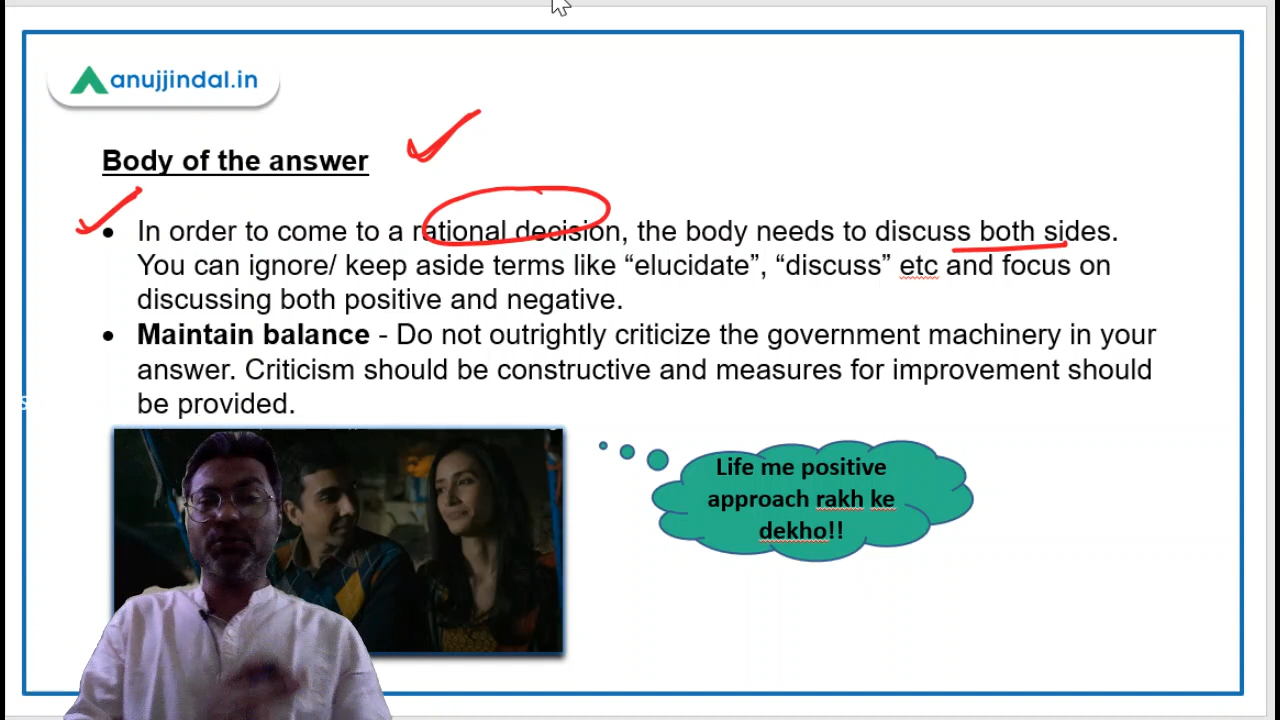 anujjindal.in
Body of the answer
• In order to come to a rational decision, the body needs to discuss both sides.
You can ignore/ keep aside terms like “elucidate”, “discuss” etc and focus on
discussing both positive and negative.
• Maintain balance - Do not outrightly criticize the government machinery in your
answer. Criticism should be constructive and measures for improvement should
be provided.
Life me positive
approach rakh ke
dekho!!